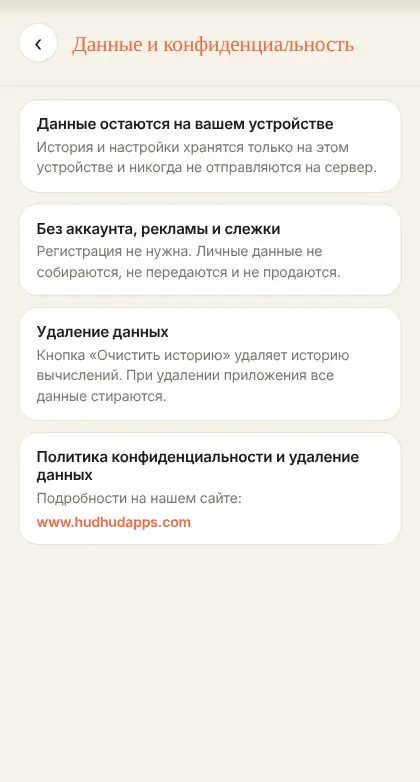 Данные и конфиденциальность
Данные остаются на вашем устройстве
История и настройки хранятся только на этом
устройстве и никогда не отправляются на сервер.
Без аккаунта, рекламы и слежки
Регистрация не нужна. Личные данные не
собираются, не передаются и не продаются.
Удаление данных
Кнопка «Очистить историю» удаляет историю
вычислений. При удалении приложения все
данные стираются.
Политика конфиденциальности и удаление
данных
Подробности на нашем сайте:
www.hudhudapps.com